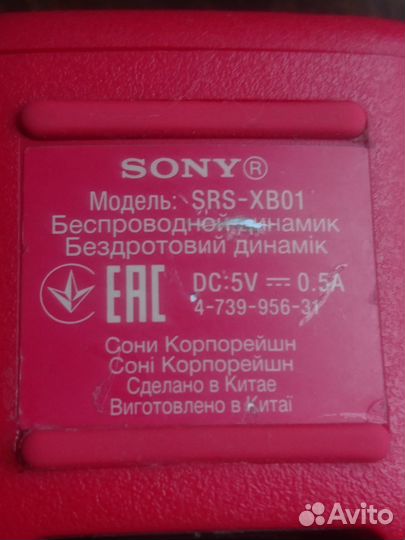 SONY®
Модель: SRS-XB01
Беспроводной динамик
Бездротовий динамік
EAC DC 5V ⎓ 0.5A
4-739-956-31
Сони Корпорейшн
Соні Корпорейшн
Сделано в Китае
Виготовлено в Китаї
Avito